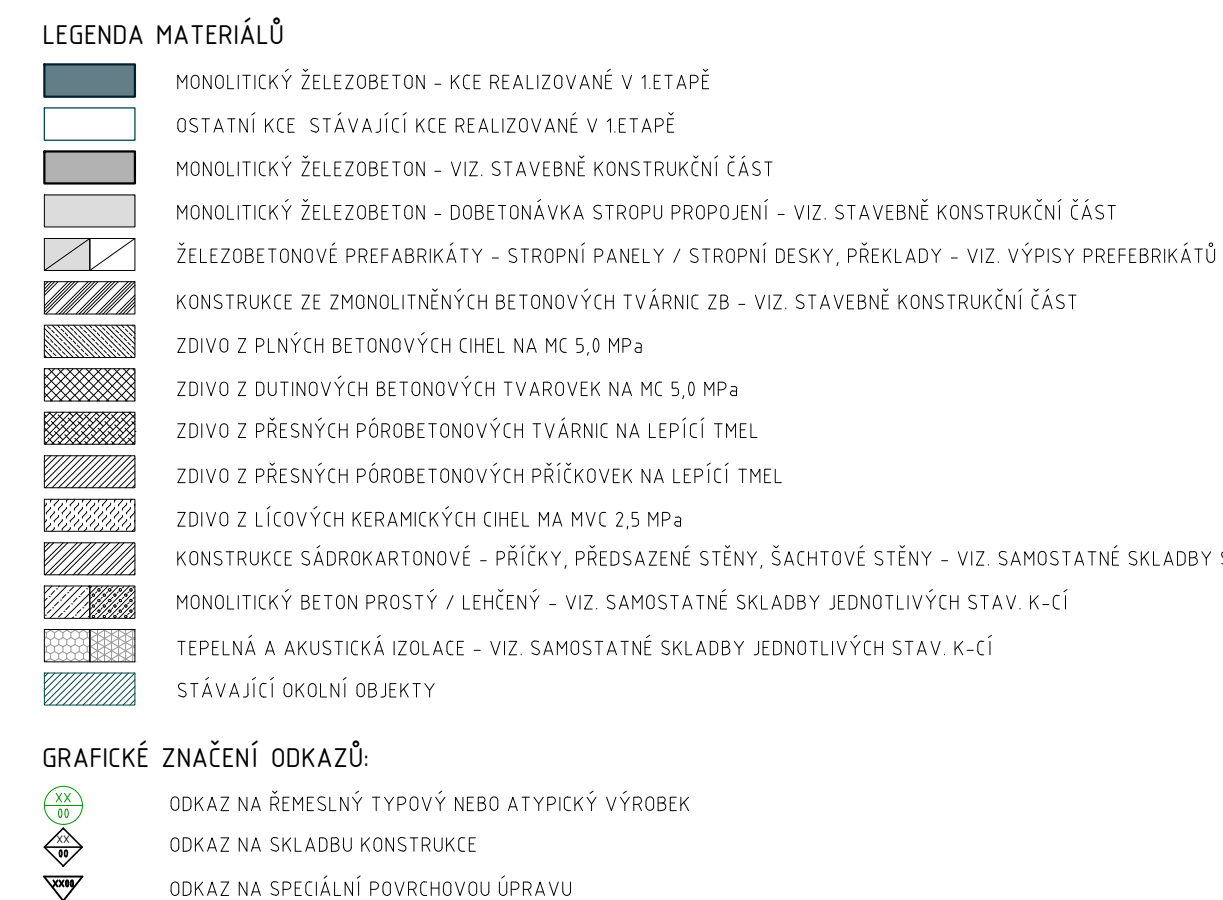 LEGENDA MATERIÁLŮ
MONOLITICKÝ ŽELEZOBETON - KCE REALIZOVANÉ V 1.ETAPĚ
OSTATNÍ KCE STÁVAJÍCÍ KCE REALIZOVANÉ V 1.ETAPĚ
MONOLITICKÝ ŽELEZOBETON - VIZ. STAVEBNĚ KONSTRUKČNÍ ČÁST
MONOLITICKÝ ŽELEZOBETON - DOBETONÁVKA STROPU PROPOJENÍ - VIZ. STAVEBNĚ KONSTRUKČNÍ ČÁST
ŽELEZOBETONOVÉ PREFABRIKÁTY - STROPNÍ PANELY / STROPNÍ DESKY, PŘEKLADY - VIZ. VÝPISY PREFEBRIKÁTŮ
KONSTRUKCE ZE ZMONOLITNĚNÝCH BETONOVÝCH TVÁRNIC ZB - VIZ. STAVEBNĚ KONSTRUKČNÍ ČÁST
ZDIVO Z PLNÝCH BETONOVÝCH CIHEL NA MC 5,0 MPa
ZDIVO Z DUTINOVÝCH BETONOVÝCH TVAROVEK NA MC 5,0 MPa
ZDIVO Z PŘESNÝCH PÓROBETONOVÝCH TVÁRNIC NA LEPÍCÍ TMEL
ZDIVO Z PŘESNÝCH PÓROBETONOVÝCH PŘÍČKOVEK NA LEPÍCÍ TMEL
ZDIVO Z LÍCOVÝCH KERAMICKÝCH CIHEL MA MVC 2,5 MPa
KONSTRUKCE SÁDROKARTONOVÉ - PŘÍČKY, PŘEDSAZENÉ STĚNY, ŠACHTOVÉ STĚNY - VIZ. SAMOSTATNÉ SKLADBY
MONOLITICKÝ BETON PROSTÝ / LEHČENÝ - VIZ. SAMOSTATNÉ SKLADBY JEDNOTLIVÝCH STAV. K-CÍ
TEPELNÁ A AKUSTICKÁ IZOLACE - VIZ. SAMOSTATNÉ SKLADBY JEDNOTLIVÝCH STAV. K-CÍ
STÁVAJÍCÍ OKOLNÍ OBJEKTY
GRAFICKÉ ZNAČENÍ ODKAZŮ:
XX
00
ODKAZ NA ŘEMESLNÝ TYPOVÝ NEBO ATYPICKÝ VÝROBEK
XX
00
ODKAZ NA SKLADBU KONSTRUKCE
XX00
ODKAZ NA SPECIÁLNÍ POVRCHOVOU ÚPRAVU